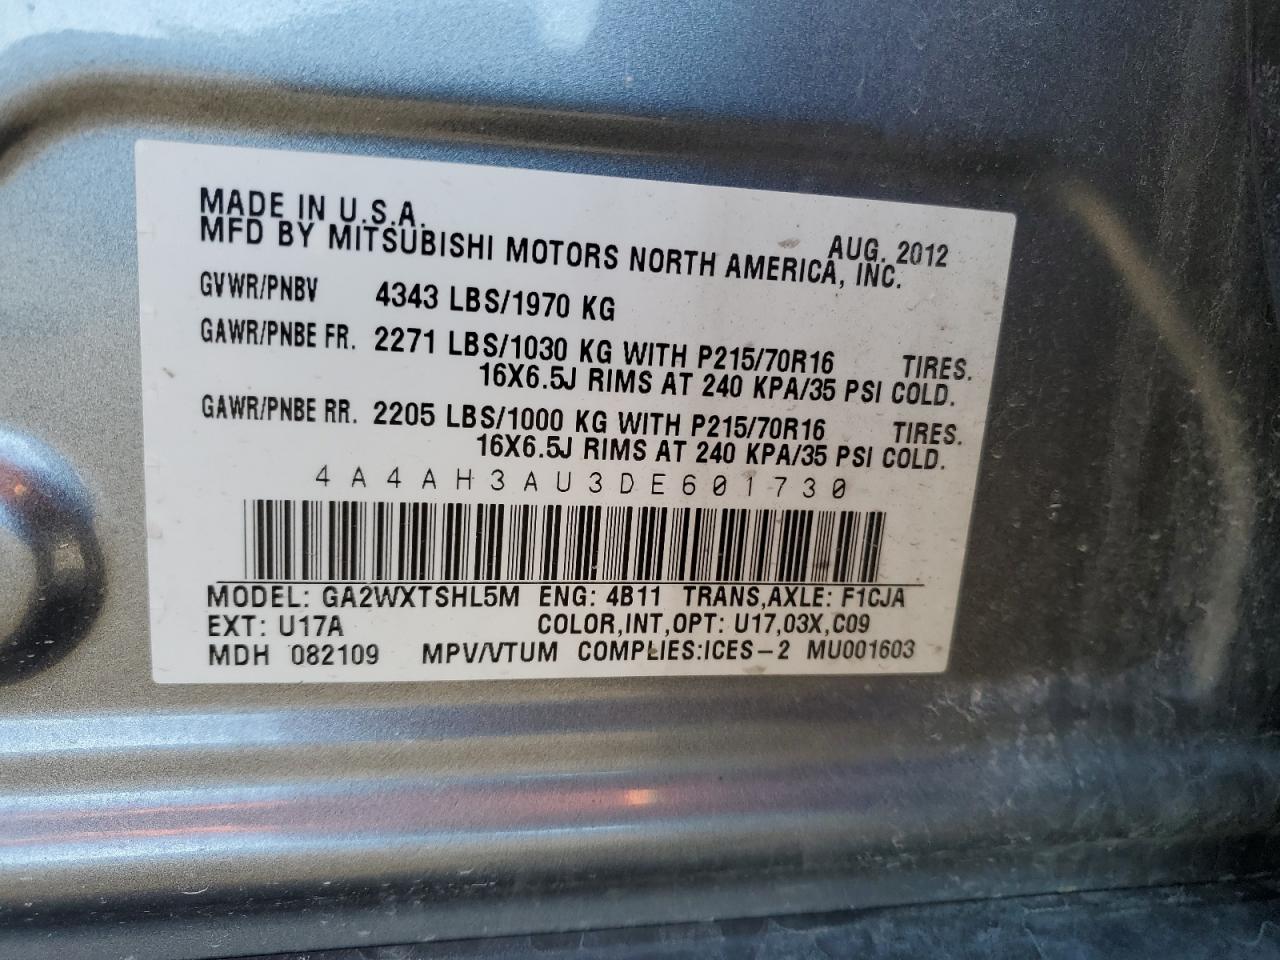 MADE IN U.S.A. AUG. 2012
MFD BY MITSUBISHI MOTORS NORTH AMERICA, INC.
GVWR/PNBV 4343 LBS/1970 KG
GAWR/PNBE FR. 2271 LBS/1030 KG WITH P215/70R16 TIRES.
16X6.5J RIMS AT 240 KPA/35 PSI COLD.
GAWR/PNBE RR. 2205 LBS/1000 KG WITH P215/70R16 TIRES.
16X6.5J RIMS AT 240 KPA/35 PSI COLD.
4A4AH3AU3DE601730
MODEL: GA2WXTSHL5M ENG: 4B11 TRANS,AXLE: F1CJA
EXT: U17A COLOR,INT,OPT: U17,03X,C09
MDH 082109 MPV/VTUM COMPLIES:ICES-2 MU001603